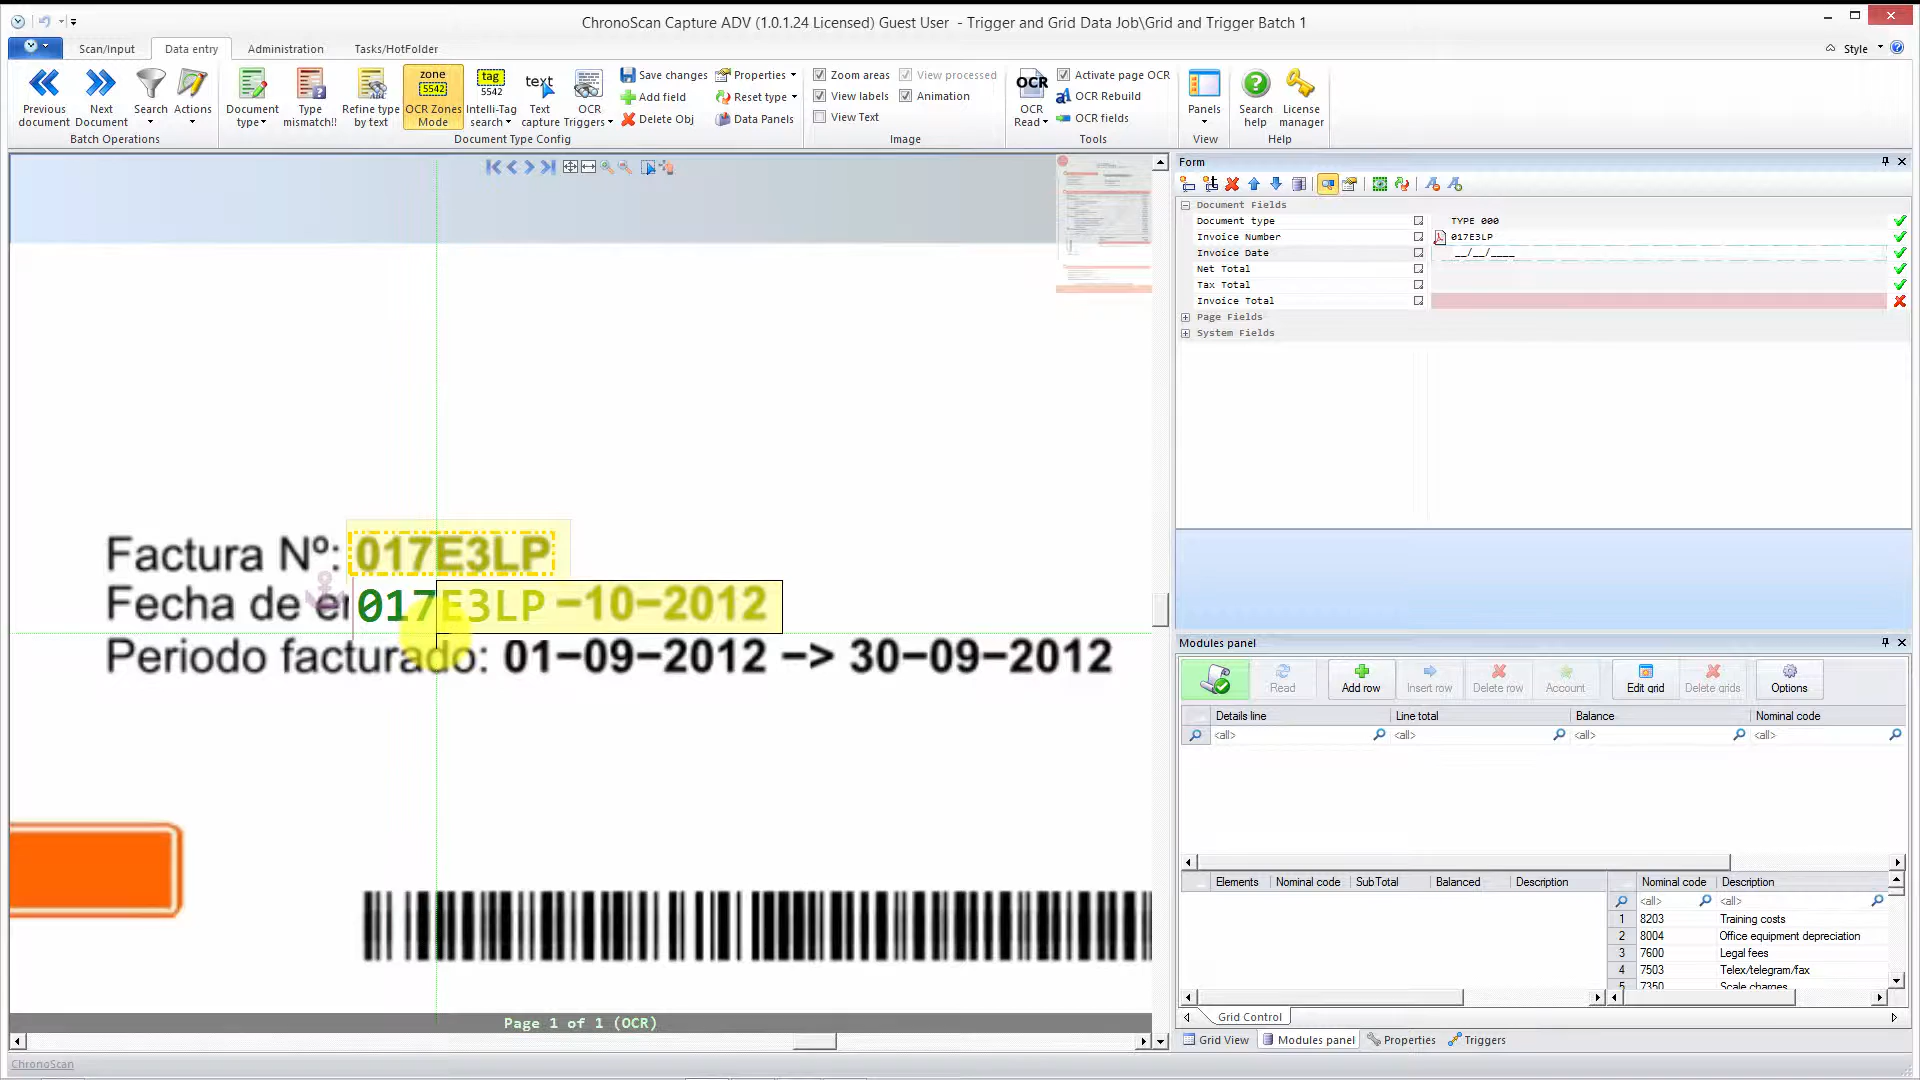 ChronoScan Capture ADV (1.0.1.24 Licensed) Guest User - Trigger and Grid Data Job\Grid and Trigger Batch 1
Scan/Input Data entry Administration Tasks/HotFolder Style
Previous document
Next Document
Search
Actions
Batch Operations
Document type
Type mismatch!!
Refine type by text
zone 5542 OCR Zones Mode
tag 5542 Intelli-Tag search
text Text capture
OCR Triggers
Save changes
Add field
Delete Obj
Properties
Reset type
Data Panels
Document Type Config
Zoom areas
View labels
View Text
View processed
Animation
Image
OCR OCR Read
Activate page OCR
OCR Rebuild
OCR fields
Tools
Panels
View
Search help
License manager
Help
Factura Nº: 017E3LP
Fecha de 017E3LP -10-2012
Periodo facturado: 01-09-2012 -> 30-09-2012
Page 1 of 1 (OCR)
ChronoScan
Form
Document Fields
Document type TYPE 000
Invoice Number 017E3LP
Invoice Date __/__/____
Net Total
Tax Total
Invoice Total
Page Fields
System Fields
Modules panel
Read Add row Insert row Delete row Account Edit grid Delete grids Options
Details line Line total Balance Nominal code
<all> <all> <all> <all>
Elements Nominal code SubTotal Balanced Description
Nominal code Description
<all> <all>
1 8203 Training costs
2 8004 Office equipment depreciation
3 7600 Legal fees
4 7503 Telex/telegram/fax
5 7350 Scale charges
Grid Control
Grid View Modules panel Properties Triggers